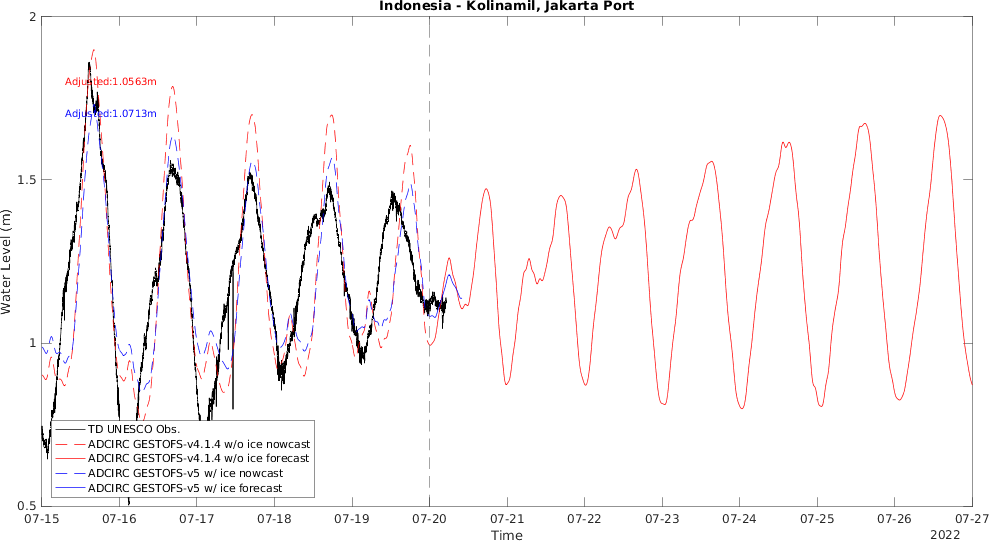 Indonesia - Kolinamil, Jakarta Port
2
Adjusted:1.0563m
Adjusted:1.0713m
1.5
Water Level (m)
1
TD UNESCO Obs.
ADCIRC GESTOFS-v4.1.4 w/o ice nowcast
ADCIRC GESTOFS-v4.1.4 w/o ice forecast
ADCIRC GESTOFS-v5 w/ ice nowcast
ADCIRC GESTOFS-v5 w/ ice forecast
0.5
07-15 07-16 07-17 07-18 07-19 07-20 07-21 07-22 07-23 07-24 07-25 07-26 07-27
Time
2022